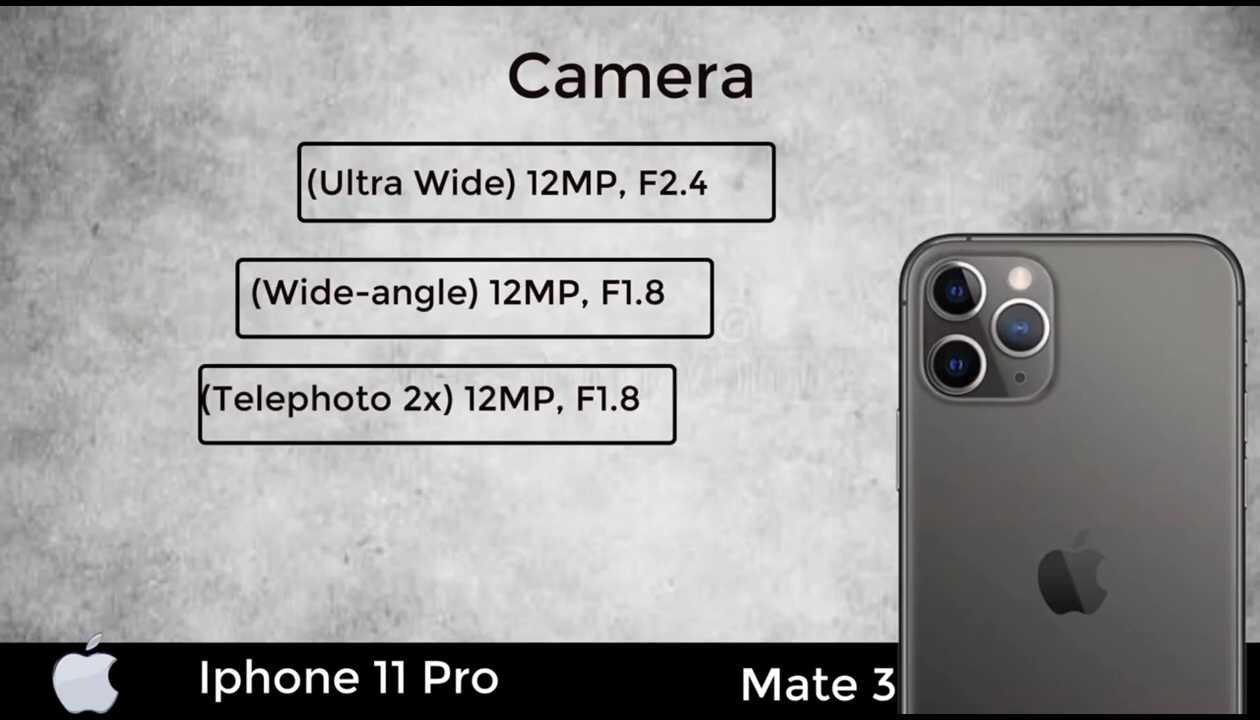 Camera
(Ultra Wide) 12MP, F2.4
(Wide-angle) 12MP, F1.8
(Telephoto 2x) 12MP, F1.8
Iphone 11 Pro
Mate 3